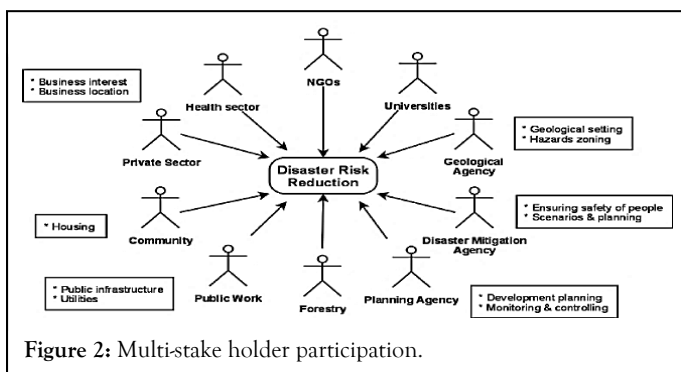 NGOs
Health sector
Universities
* Business interest
* Business location
Private Sector
Geological
Agency
* Geological setting
* Hazards zoning
Disaster Risk
Reduction
* Housing
Community
Disaster Mitigation
Agency
* Ensuring safety of people
* Scenarios & planning
* Public infrastructure
* Utilities
Public Work
Forestry
Planning Agency
* Development planning
* Monitoring & controlling
Figure 2: Multi-stake holder participation.